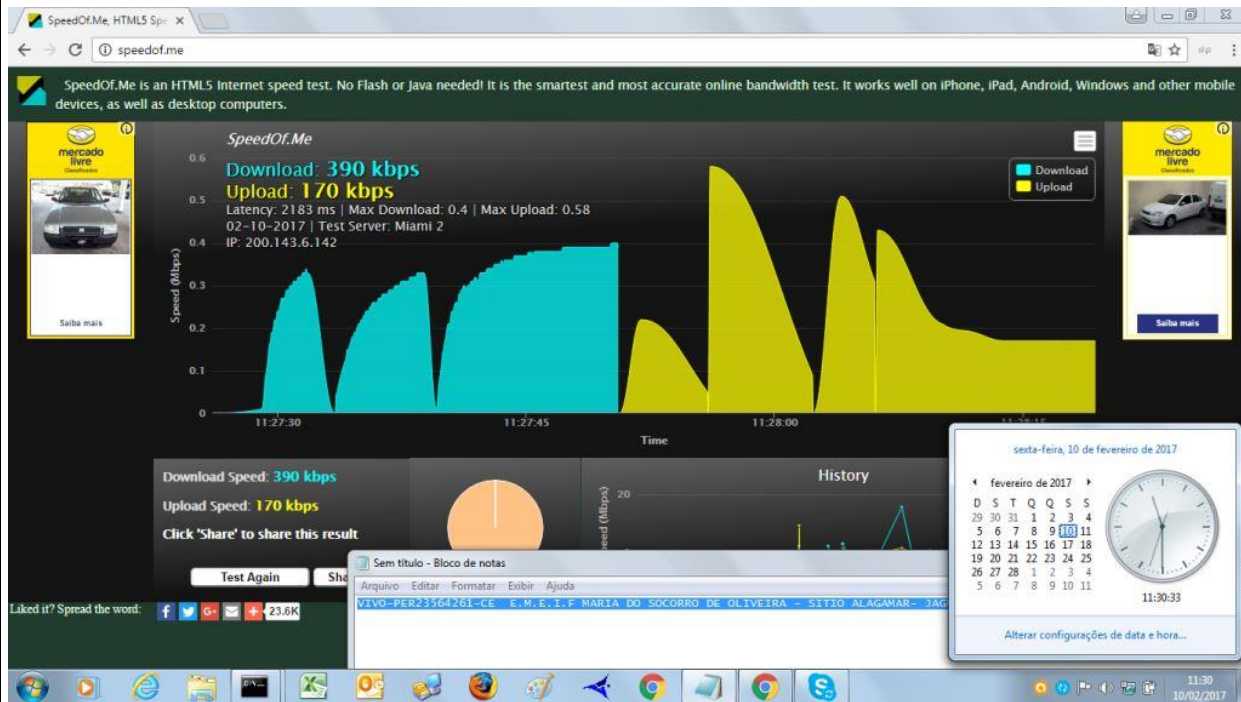 SpeedOf.Me, HTML5 Spe
speedof.me
SpeedOf.Me is an HTML5 Internet speed test. No Flash or Java needed! It is the smartest and most accurate online bandwidth test. It works well on iPhone, iPad, Android, Windows and other mobile
devices, as well as desktop computers.
mercado
livre
Classificados
Saiba mais
SpeedOf.Me
Download: 390 kbps
Upload: 170 kbps
Latency: 2183 ms | Max Download: 0.4 | Max Upload: 0.58
02-10-2017 | Test Server: Miami 2
IP: 200.143.6.142
Download
Upload
mercado
livre
Classificados
Saiba mais
Speed (Mbps)
0.6
0.5
0.4
0.3
0.2
0.1
0
11:27:30
11:27:45
11:28:00
11:28:15
Time
Download Speed: 390 kbps
Upload Speed: 170 kbps
Click 'Share' to share this result
Test Again
Sha
History
20
Sem título - Bloco de notas
Arquivo Editar Formatar Exibir Ajuda
VIVO-PER23564261-CE E.M.E.I.F MARIA DO SOCORRO DE OLIVEIRA - SITIO ALAGAMAR- JAG
Liked it? Spread the word:
23.6K
sexta-feira, 10 de fevereiro de 2017
fevereiro de 2017
D S T Q Q S S
29 30 31 1 2 3 4
5 6 7 8 9 10 11
12 13 14 15 16 17 18
19 20 21 22 23 24 25
26 27 28 1 2 3 4
5 6 7 8 9 10 11
11:30:33
Alterar configurações de data e hora...
11:30
10/02/2017